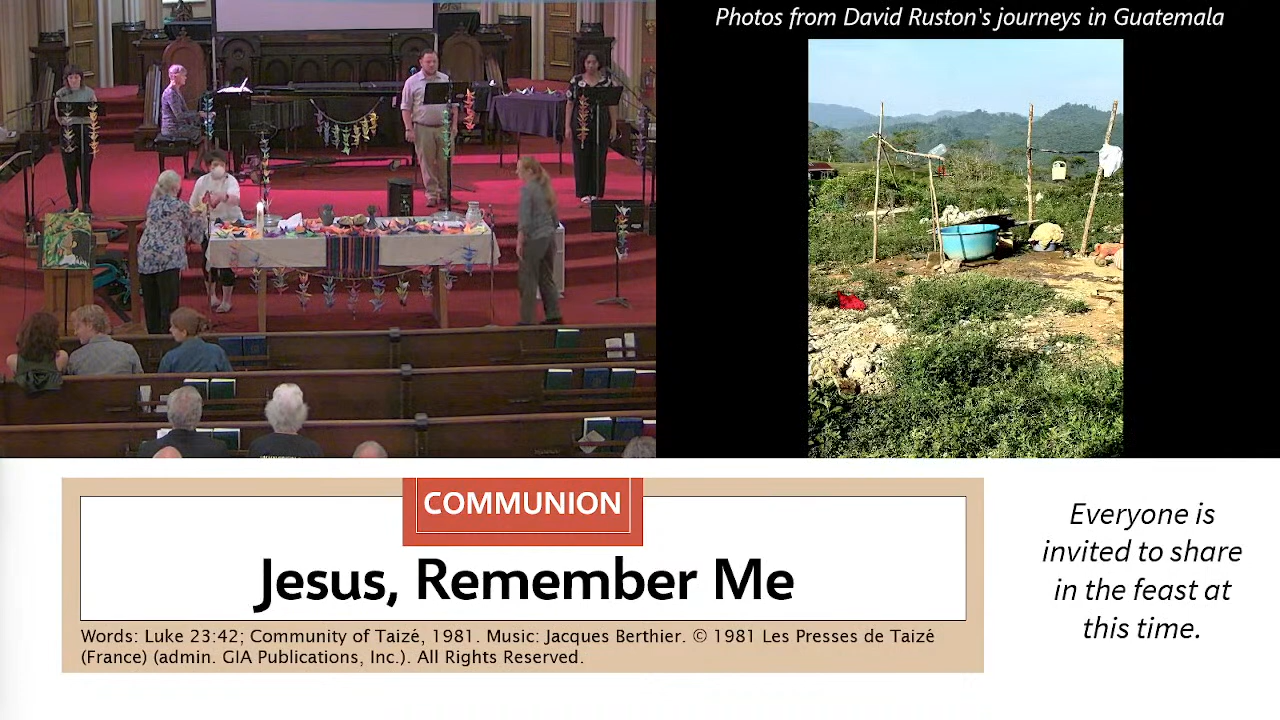 Photos from David Ruston's journeys in Guatemala
COMMUNION
Jesus, Remember Me
Words: Luke 23:42; Community of Taizé, 1981. Music: Jacques Berthier. © 1981 Les Presses de Taizé
(France) (admin. GIA Publications, Inc.). All Rights Reserved.
Everyone is
invited to share
in the feast at
this time.